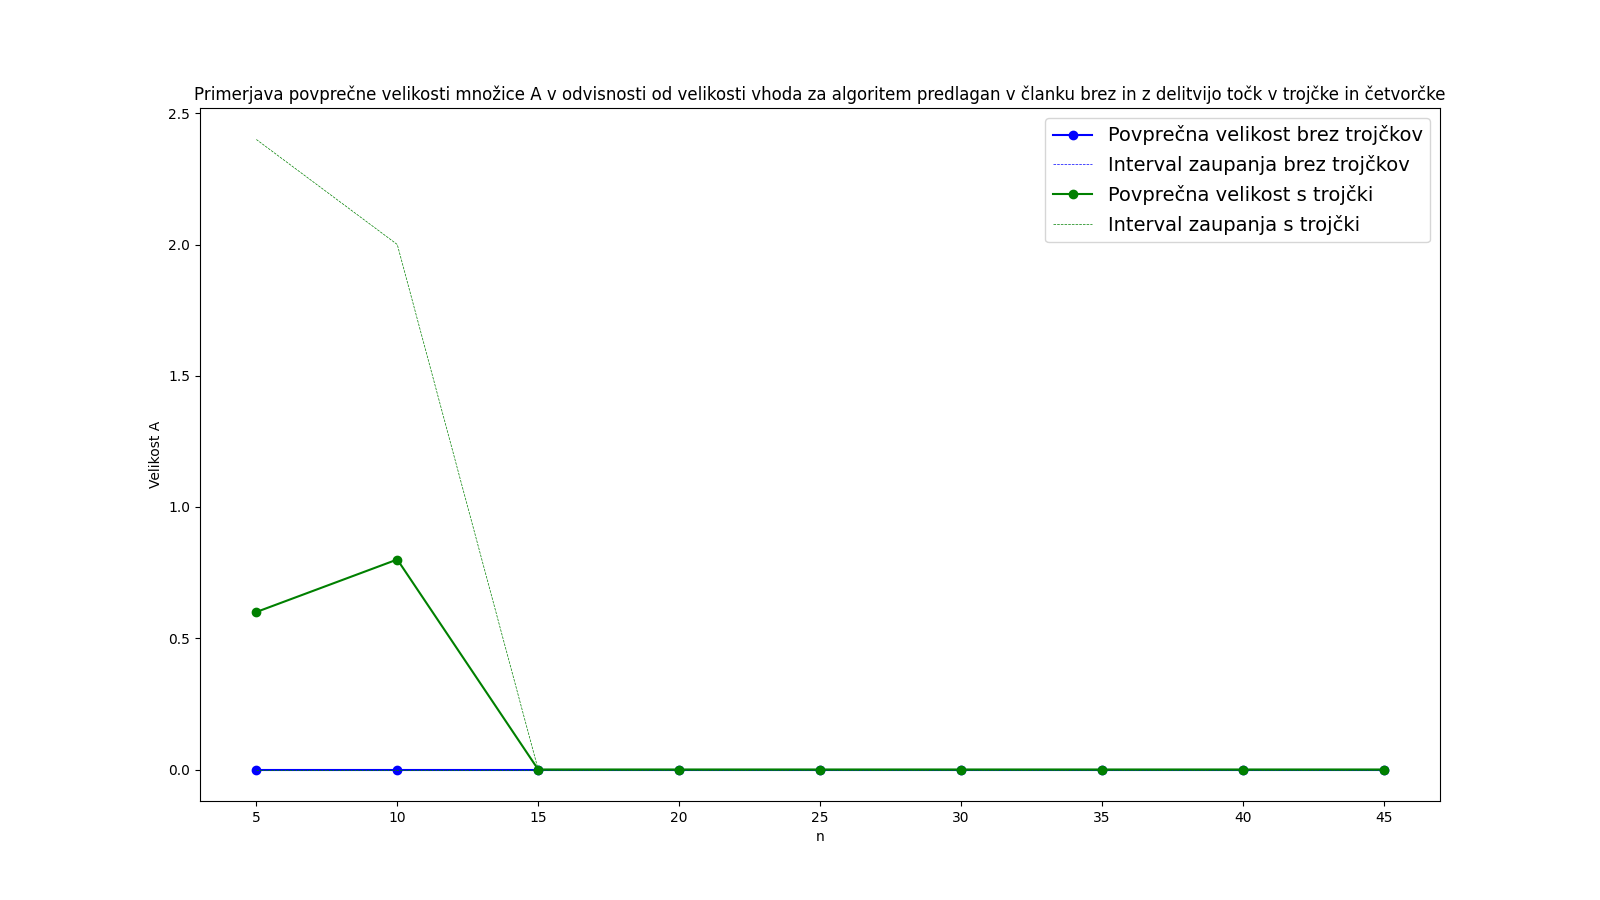 Primerjava povprečne velikosti množice A v odvisnosti od velikosti vhoda za algoritem predlagan v članku brez in z delitvijo točk v trojčke in četvorčke
Povprečna velikost brez trojčkov
Interval zaupanja brez trojčkov
Povprečna velikost s trojčki
Interval zaupanja s trojčki
Velikost A
2.5
2.0
1.5
1.0
0.5
0.0
5 10 15 20 25 30 35 40 45
n